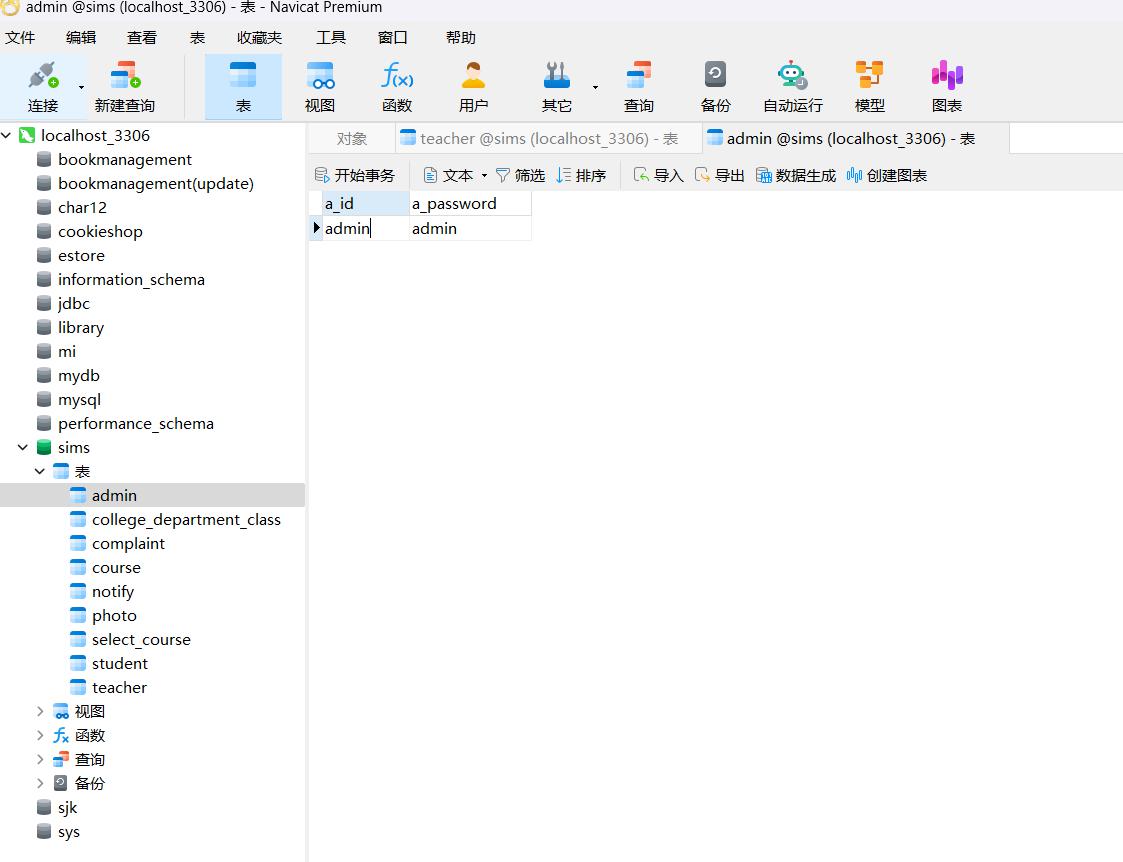 admin @sims (localhost_3306) - 表 - Navicat Premium
文件 编辑 查看 表 收藏夹 工具 窗口 帮助
连接 新建查询 表 视图 函数 用户 其它 查询 备份 自动运行 模型 图表
对象 teacher @sims (localhost_3306) - 表 admin @sims (localhost_3306) - 表
开始事务 文本 筛选 排序 导入 导出 数据生成 创建图表
a_id a_password
admin admin
localhost_3306
bookmanagement
bookmanagement(update)
char12
cookieshop
estore
information_schema
jdbc
library
mi
mydb
mysql
performance_schema
sims
表
admin
college_department_class
complaint
course
notify
photo
select_course
student
teacher
视图
函数
查询
备份
sjk
sys